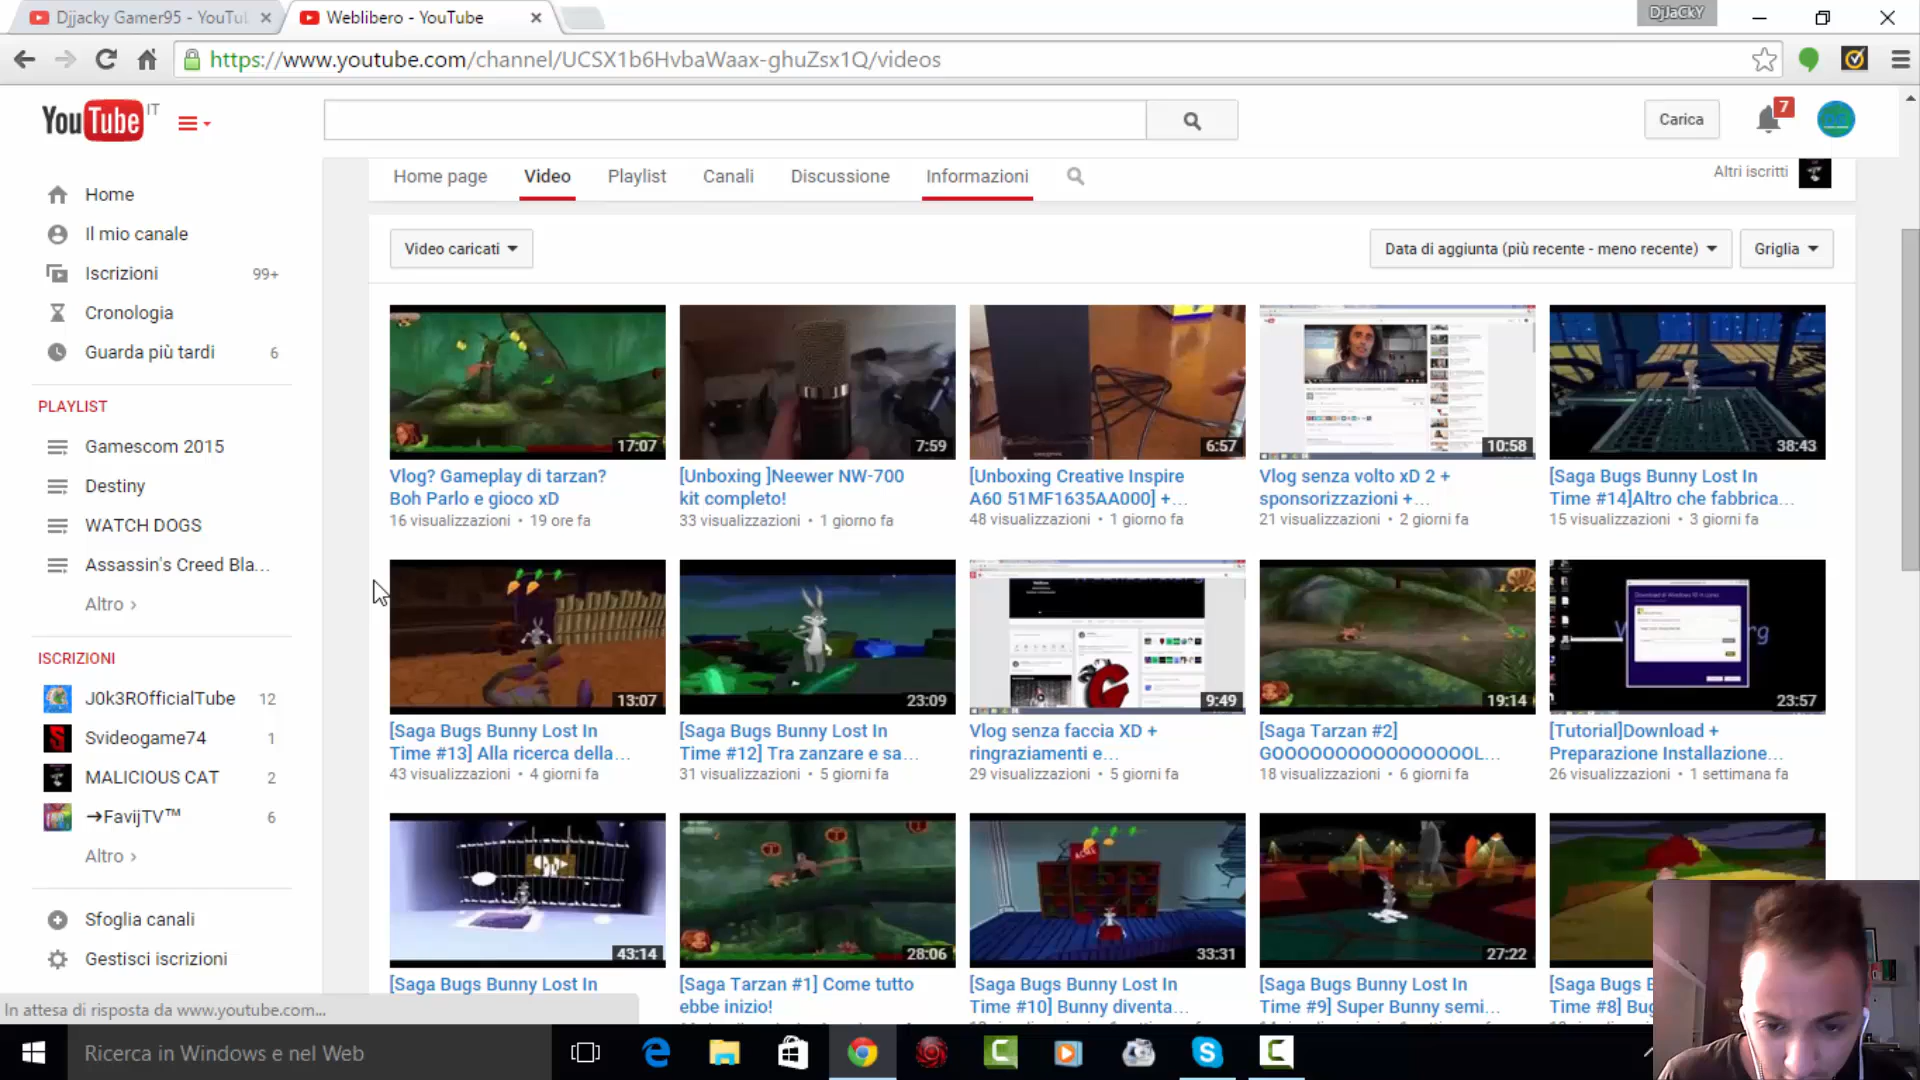 Djjacky Gamer95 - YouTu
Weblibero - YouTube
DjJaCkY
https://www.youtube.com/channel/UCSX1b6HvbaWaax-ghuZsx1Q/videos
YouTube IT
Carica
7
Home page
Video
Playlist
Canali
Discussione
Informazioni
Altri iscritti
Home
Il mio canale
Iscrizioni 99+
Cronologia
Guarda più tardi 6
PLAYLIST
Gamescom 2015
Destiny
WATCH DOGS
Assassin's Creed Bla...
Altro ›
ISCRIZIONI
J0k3ROfficialTube 12
Svideogame74 1
MALICIOUS CAT 2
→FavijTV™ 6
Altro ›
Sfoglia canali
Gestisci iscrizioni
Video caricati
Data di aggiunta (più recente - meno recente)
Griglia
17:07
Vlog? Gameplay di tarzan?
Boh Parlo e gioco xD
16 visualizzazioni • 19 ore fa
7:59
[Unboxing ]Neewer NW-700
kit completo!
33 visualizzazioni • 1 giorno fa
6:57
[Unboxing Creative Inspire
A60 51MF1635AA000] +...
48 visualizzazioni • 1 giorno fa
10:58
Vlog senza volto xD 2 +
sponsorizzazioni +...
21 visualizzazioni • 2 giorni fa
38:43
[Saga Bugs Bunny Lost In
Time #14]Altro che fabbrica...
15 visualizzazioni • 3 giorni fa
13:07
[Saga Bugs Bunny Lost In
Time #13] Alla ricerca della...
43 visualizzazioni • 4 giorni fa
23:09
[Saga Bugs Bunny Lost In
Time #12] Tra zanzare e sa...
31 visualizzazioni • 5 giorni fa
9:49
Vlog senza faccia XD +
ringraziamenti e...
29 visualizzazioni • 5 giorni fa
19:14
[Saga Tarzan #2]
GOOOOOOOOOOOOOOOOL...
18 visualizzazioni • 6 giorni fa
23:57
[Tutorial]Download +
Preparazione Installazione...
26 visualizzazioni • 1 settimana fa
43:14
[Saga Bugs Bunny Lost In
28:06
[Saga Tarzan #1] Come tutto
ebbe inizio!
ACME
33:31
[Saga Bugs Bunny Lost In
Time #10] Bunny diventa...
27:22
[Saga Bugs Bunny Lost In
Time #9] Super Bunny semi...
[Saga Bugs B
Time #8] Bug
In attesa di risposta da www.youtube.com...
Ricerca in Windows e nel Web